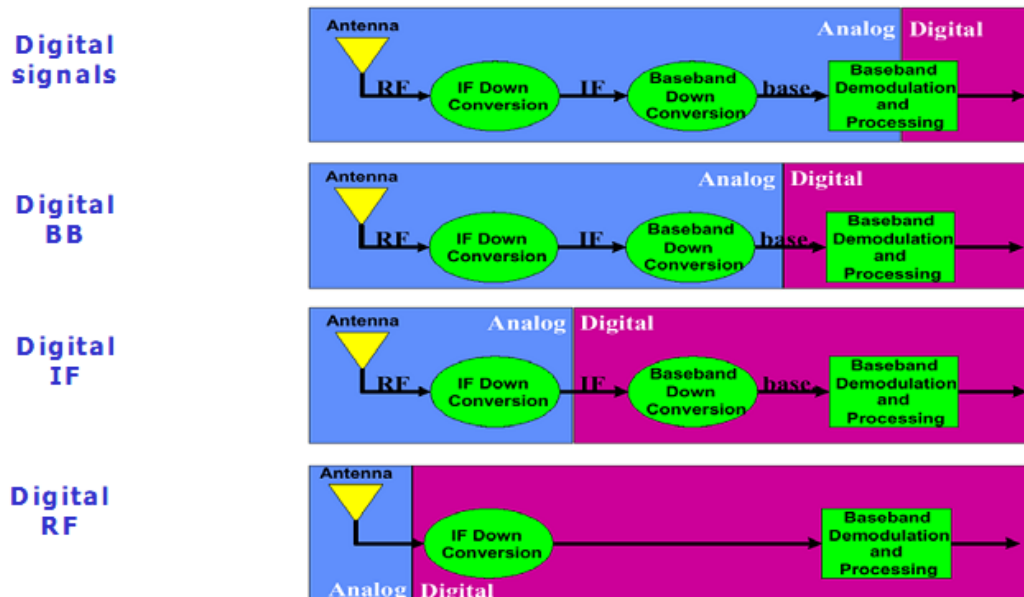 Digital
signals
Antenna
Analog Digital
RF
IF Down
Conversion
IF
Baseband
Down
Conversion
base
Baseband
Demodulation
and
Processing
Digital
BB
Antenna
Analog Digital
RF
IF Down
Conversion
IF
Baseband
Down
Conversion
base
Baseband
Demodulation
and
Processing
Digital
IF
Antenna
Analog Digital
RF
IF Down
Conversion
IF
Baseband
Down
Conversion
base
Baseband
Demodulation
and
Processing
Digital
RF
Antenna
IF Down
Conversion
Baseband
Demodulation
and
Processing
Analog Digital